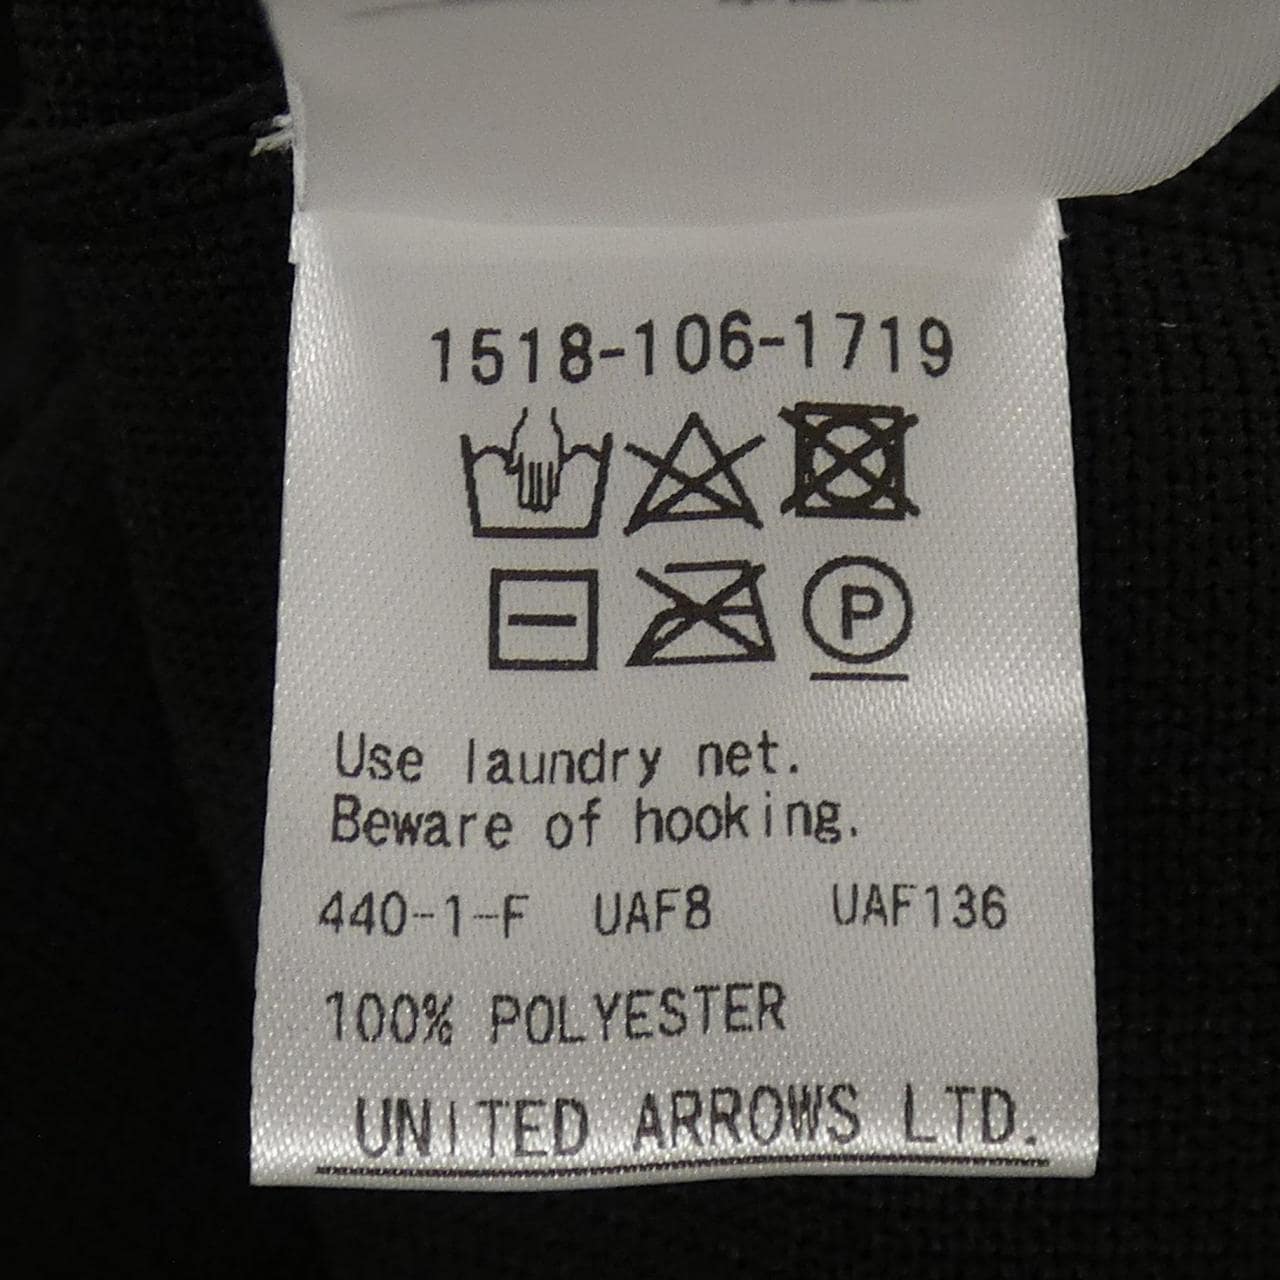 1518-106-1719
P
Use laundry net.
Beware of hooking.
440-1-F UAF8 UAF136
100% POLYESTER
UNITED ARROWS LTD.